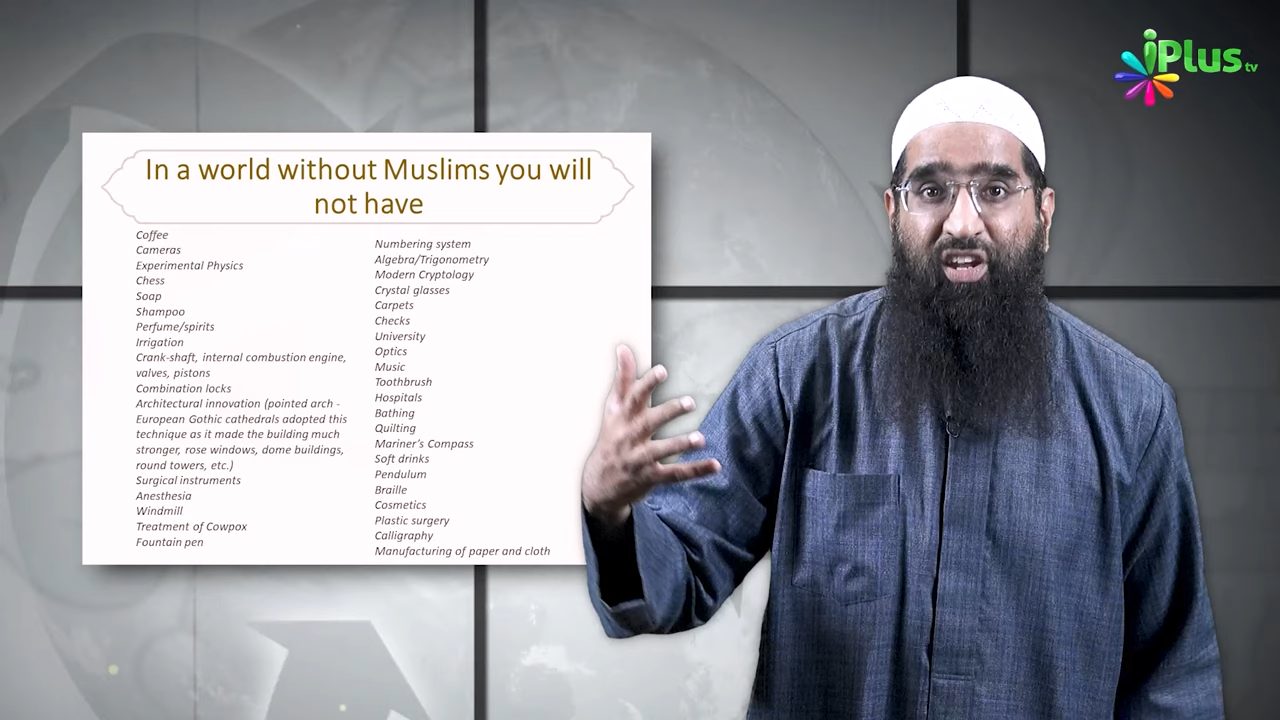 iPlus tv
In a world without Muslims you will
not have
Coffee
Cameras
Experimental Physics
Chess
Soap
Shampoo
Perfume/spirits
Irrigation
Crank-shaft, internal combustion engine,
valves, pistons
Combination locks
Architectural innovation (pointed arch -
European Gothic cathedrals adopted this
technique as it made the building much
stronger, rose windows, dome buildings,
round towers, etc.)
Surgical instruments
Anesthesia
Windmill
Treatment of Cowpox
Fountain pen
Numbering system
Algebra/Trigonometry
Modern Cryptology
Crystal glasses
Carpets
Checks
University
Optics
Music
Toothbrush
Hospitals
Bathing
Quilting
Mariner's Compass
Soft drinks
Pendulum
Braille
Cosmetics
Plastic surgery
Calligraphy
Manufacturing of paper and cloth